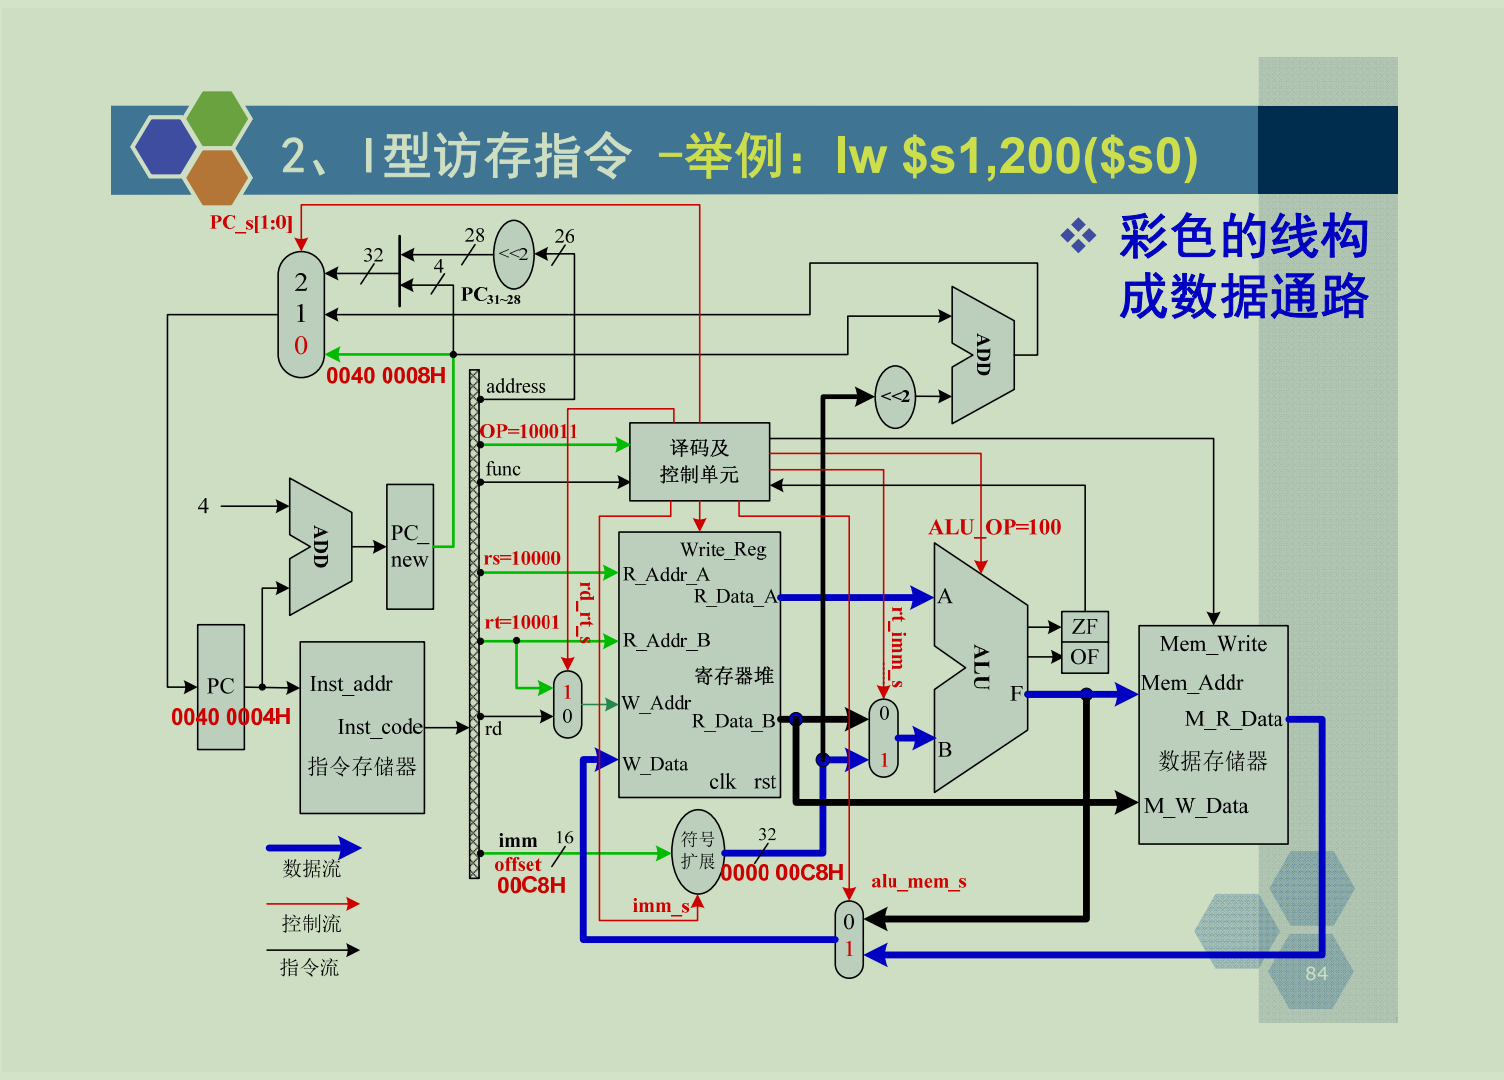 2、I型访存指令 -举例：lw $s1,200($s0)
❖ 彩色的线构
成数据通路
PC_s[1:0]
32
28
4
<<2
26
PC31~28
2
1
0
0040 0008H
ADD
<<2
address
OP=100011
func
译码及
控制单元
4
ADD
PC_
new
rs=10000
rt=10001
rd_rt_s
Write_Reg
R_Addr_A
R_Data_A
R_Addr_B
寄存器堆
W_Addr
R_Data_B
W_Data
clk rst
ALU_OP=100
rt_imm_s
A
ALU
F
B
ZF
OF
Mem_Write
Mem_Addr
M_R_Data
数据存储器
M_W_Data
PC
0040 0004H
Inst_addr
Inst_code
指令存储器
1
0
rd
0
1
imm
16
offset
00C8H
符号
扩展
32
0000 00C8H
imm_s
alu_mem_s
0
1
数据流
控制流
指令流
84